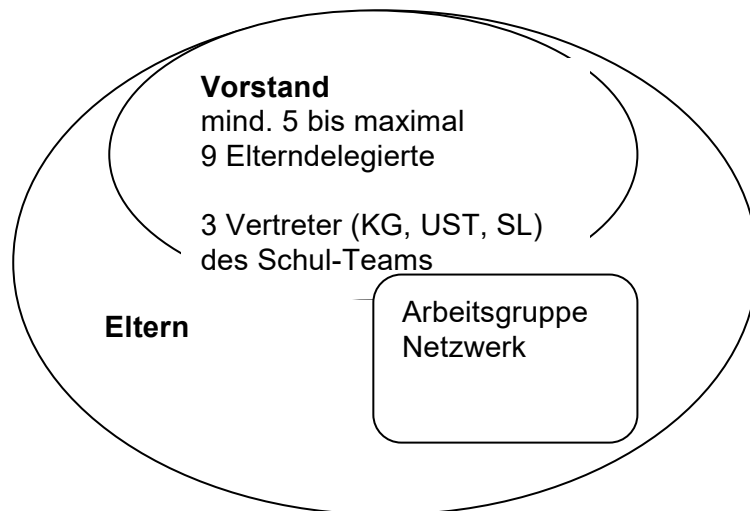 Vorstand
mind. 5 bis maximal
9 Elterndelegierte
3 Vertreter (KG, UST, SL)
des Schul-Teams
Eltern
Arbeitsgruppe
Netzwerk